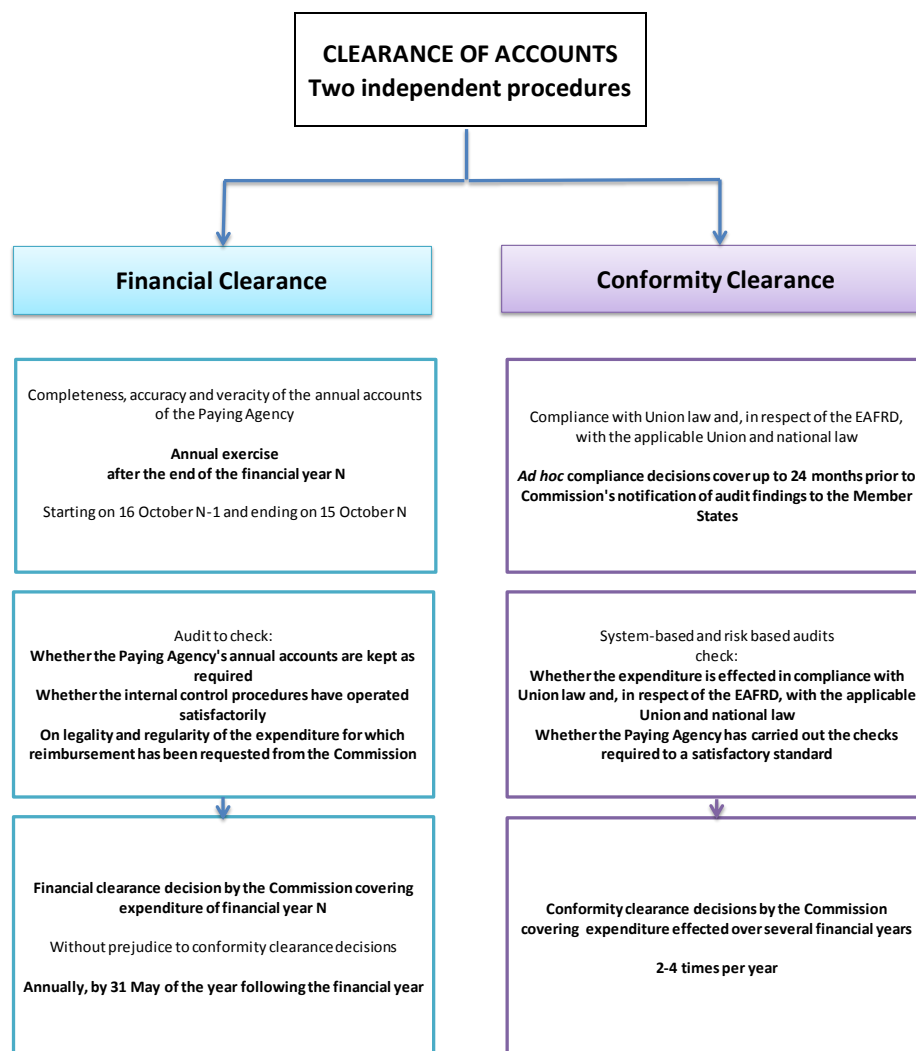 CLEARANCE OF ACCOUNTS
Two independent procedures
Financial Clearance
Conformity Clearance
Completeness, accuracy and veracity of the annual accounts
of the Paying Agency
Annual exercise
after the end of the financial year N
Starting on 16 October N-1 and ending on 15 October N
Compliance with Union law and, in respect of the EAFRD,
with the applicable Union and national law
Ad hoc compliance decisions cover up to 24 months prior to
Commission's notification of audit findings to the Member
States
Audit to check:
Whether the Paying Agency's annual accounts are kept as
required
Whether the internal control procedures have operated
satisfactorily
On legality and regularity of the expenditure for which
reimbursement has been requested from the Commission
System-based and risk based audits
check:
Whether the expenditure is effected in compliance with
Union law and, in respect of the EAFRD, with the applicable
Union and national law
Whether the Paying Agency has carried out the checks
required to a satisfactory standard
Financial clearance decision by the Commission covering
expenditure of financial year N
Without prejudice to conformity clearance decisions
Annually, by 31 May of the year following the financial year
Conformity clearance decisions by the Commission
covering expenditure effected over several financial years
2-4 times per year